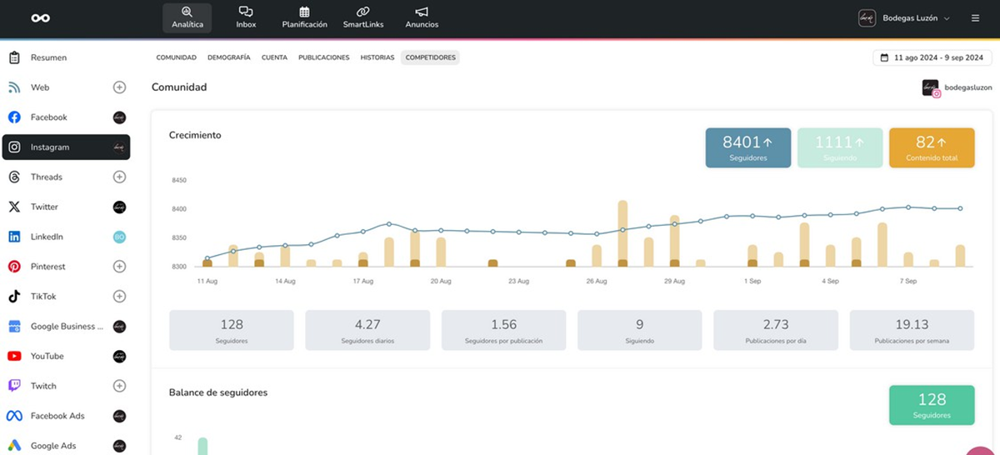 Analítica
Inbox
Planificación
SmartLinks
Anuncios
Bodegas Luzón
Resumen
Web
Facebook
Instagram
Threads
Twitter
LinkedIn
BO
Pinterest
TikTok
Google Business ...
YouTube
Twitch
Facebook Ads
Google Ads
COMUNIDAD DEMOGRAFÍA CUENTA PUBLICACIONES HISTORIAS COMPETIDORES
11 ago 2024 - 9 sep 2024
Comunidad
bodegasluzon
Crecimiento
8401
Seguidores
1111
Siguiendo
82
Contenido total
8450
8400
8350
8300
11 Aug 14 Aug 17 Aug 20 Aug 23 Aug 26 Aug 29 Aug 1 Sep 4 Sep 7 Sep
128
Seguidores
4.27
Seguidores diarios
1.56
Seguidores por publicación
9
Siguiendo
2.73
Publicaciones por día
19.13
Publicaciones por semana
Balance de seguidores
128
Seguidores
42